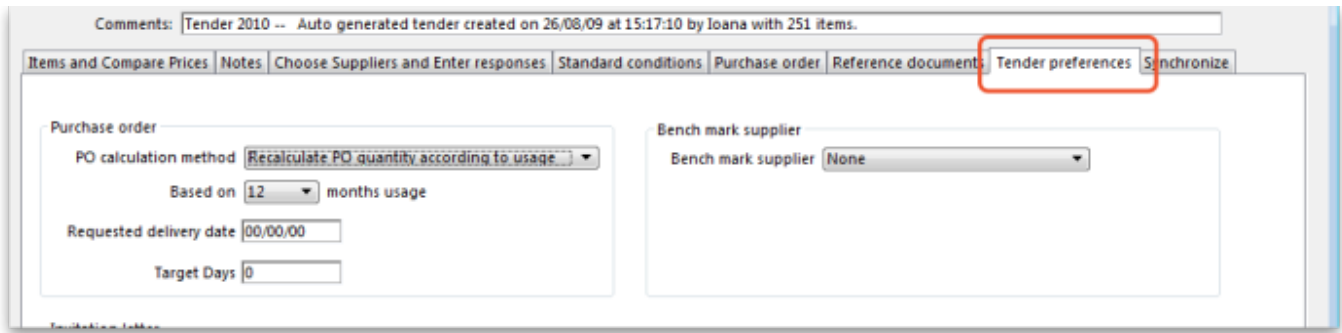 Comments: Tender 2010 -- Auto generated tender created on 26/08/09 at 15:17:10 by Ioana with 251 items.
Items and Compare Prices Notes Choose Suppliers and Enter responses Standard conditions Purchase order Reference documents Tender preferences Synchronize
Purchase order
PO calculation method Recalculate PO quantity according to usage
Based on 12 months usage
Requested delivery date 00/00/00
Target Days 0
Bench mark supplier
Bench mark supplier None